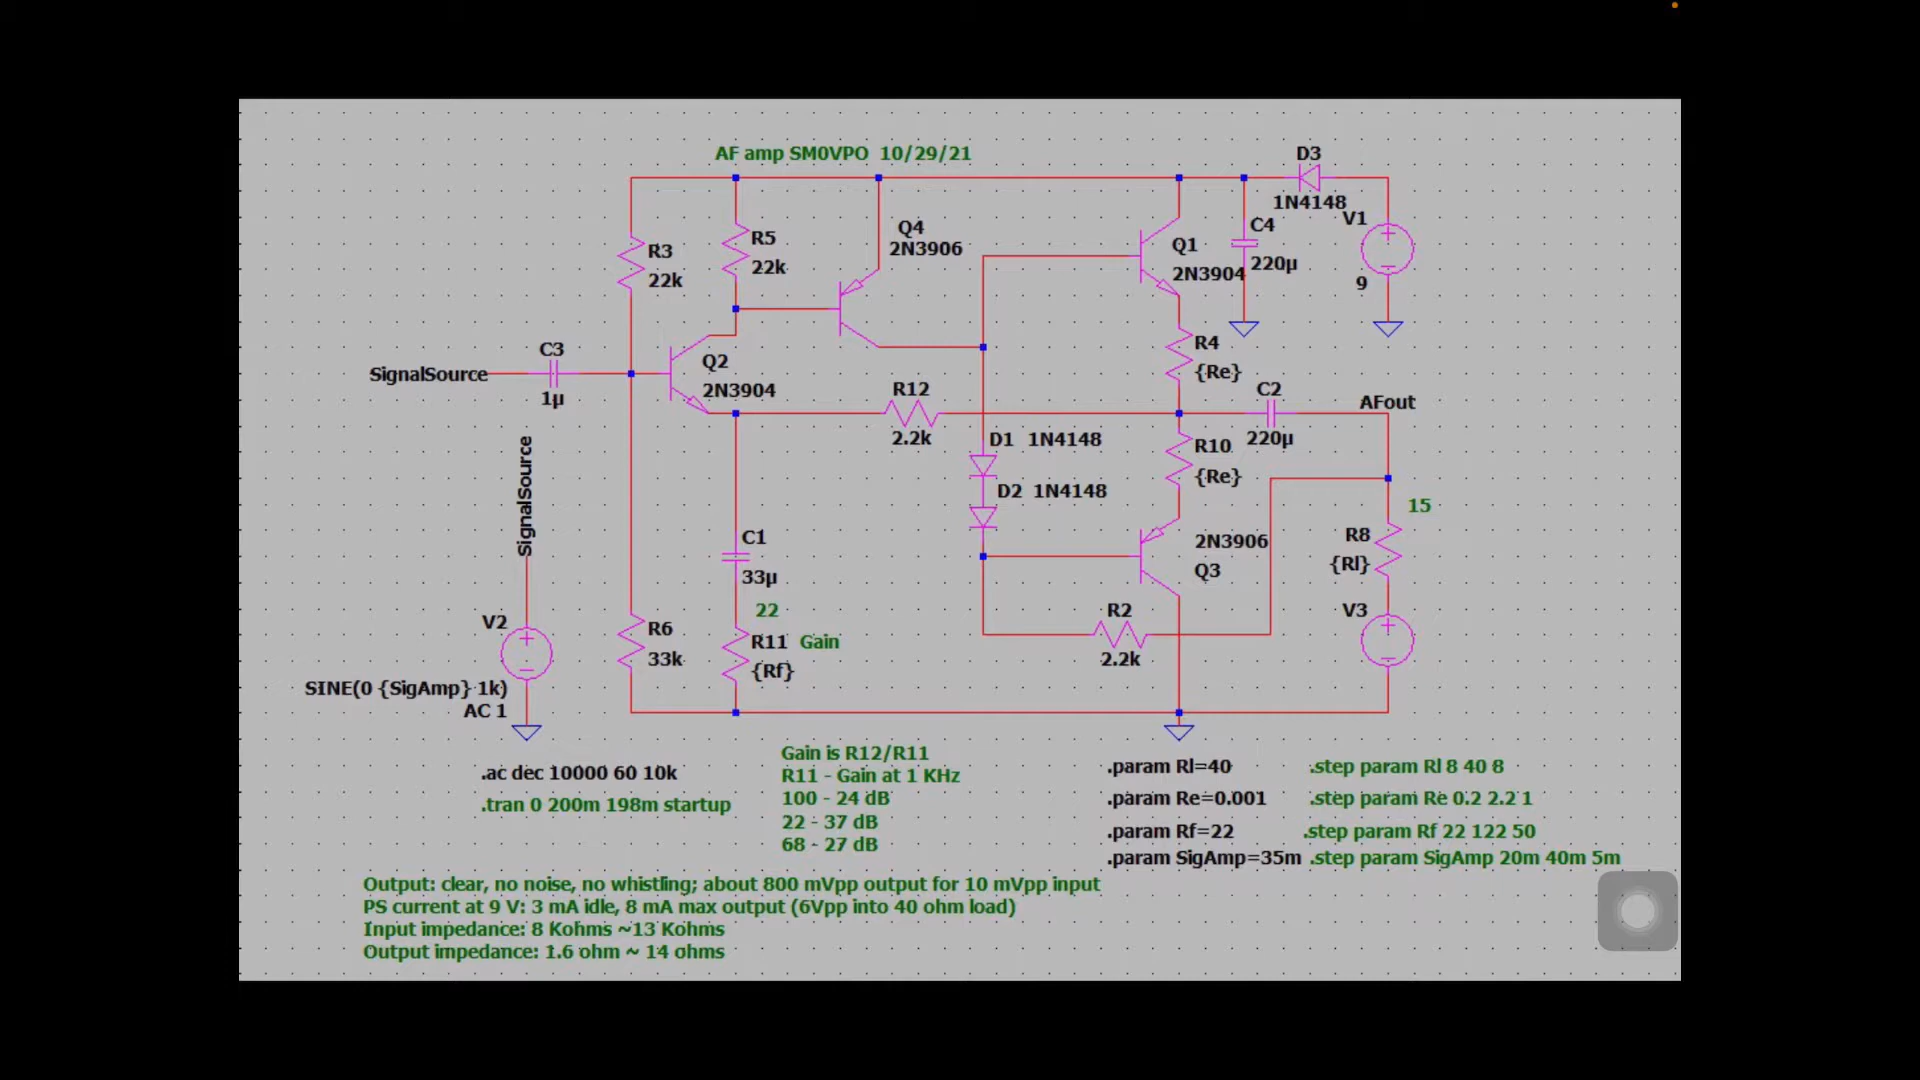 AF amp SM0VPO 10/29/21
D3
1N4148
V1
9
C4
220µ
Q1
2N3904
Q4
2N3906
R5
22k
R3
22k
C3
1µ
SignalSource
Q2
2N3904
R12
2.2k
R4
{Re}
C2
220µ
AFout
D1 1N4148
D2 1N4148
R10
{Re}
2N3906
Q3
15
R8
{Rl}
V3
SignalSource
V2
SINE(0 {SigAmp} 1k)
AC 1
R6
33k
C1
33µ
22
R11 Gain
{Rf}
R2
2.2k
.ac dec 10000 60 10k
.tran 0 200m 198m startup
Gain is R12/R11
R11 - Gain at 1 KHz
100 - 24 dB
22 - 37 dB
68 - 27 dB
.param Rl=40 .step param Rl 8 40 8
.param Re=0.001 .step param Re 0.2 2.2 1
.param Rf=22 .step param Rf 22 122 50
.param SigAmp=35m .step param SigAmp 20m 40m 5m
Output: clear, no noise, no whistling; about 800 mVpp output for 10 mVpp input
PS current at 9 V: 3 mA idle, 8 mA max output (6Vpp into 40 ohm load)
Input impedance: 8 Kohms ~13 Kohms
Output impedance: 1.6 ohm ~ 14 ohms